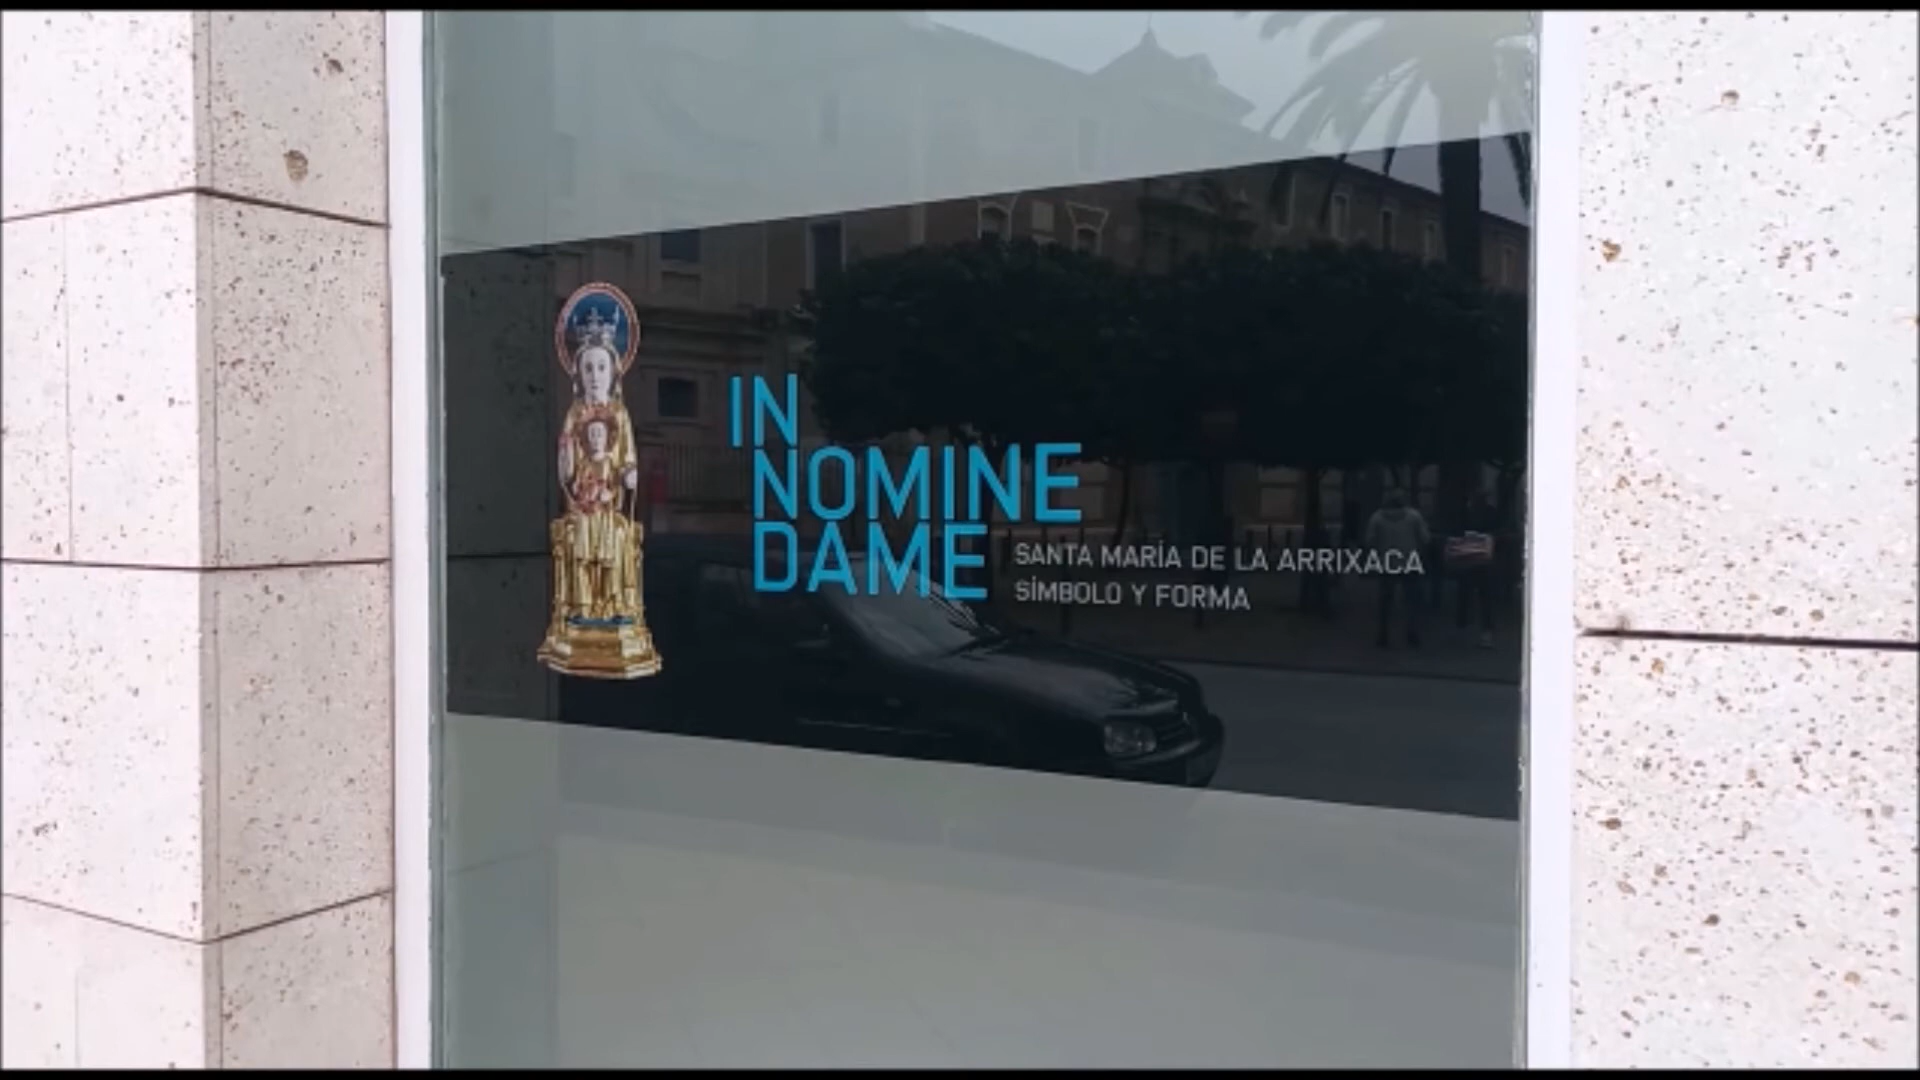 IN
NOMINE
DAME
SANTA MARÍA DE LA ARRIXACA
SÍMBOLO Y FORMA